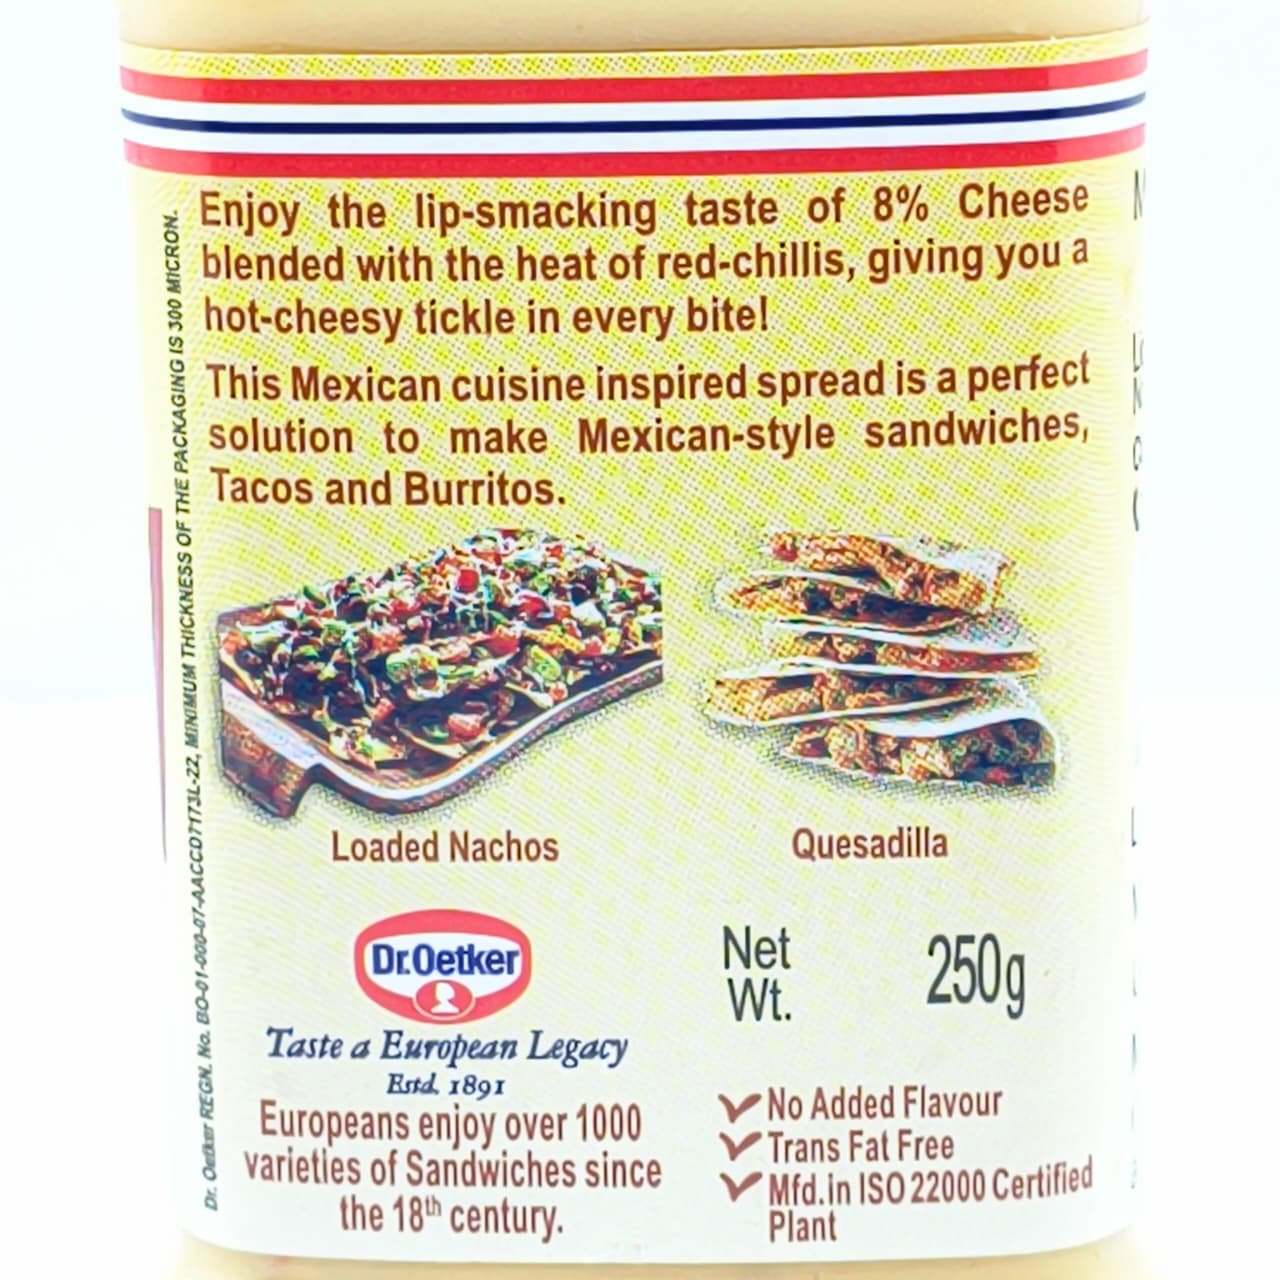 Enjoy the lip-smacking taste of 8% Cheese
blended with the heat of red-chillis, giving you a
hot-cheesy tickle in every bite!
This Mexican cuisine inspired spread is a perfect
solution to make Mexican-style sandwiches,
Tacos and Burritos.
Loaded Nachos
Quesadilla
Dr.Oetker
Taste a European Legacy
Estd. 1891
Europeans enjoy over 1000
varieties of Sandwiches since
the 18th century.
Net
Wt.
250g
No Added Flavour
Trans Fat Free
Mfd.in ISO 22000 Certified
Plant
Dr. Oetker REGN. No. BO-01-000-07-AACCD7173L-22, MINIMUM THICKNESS OF THE PACKAGING IS 300 MICRON.